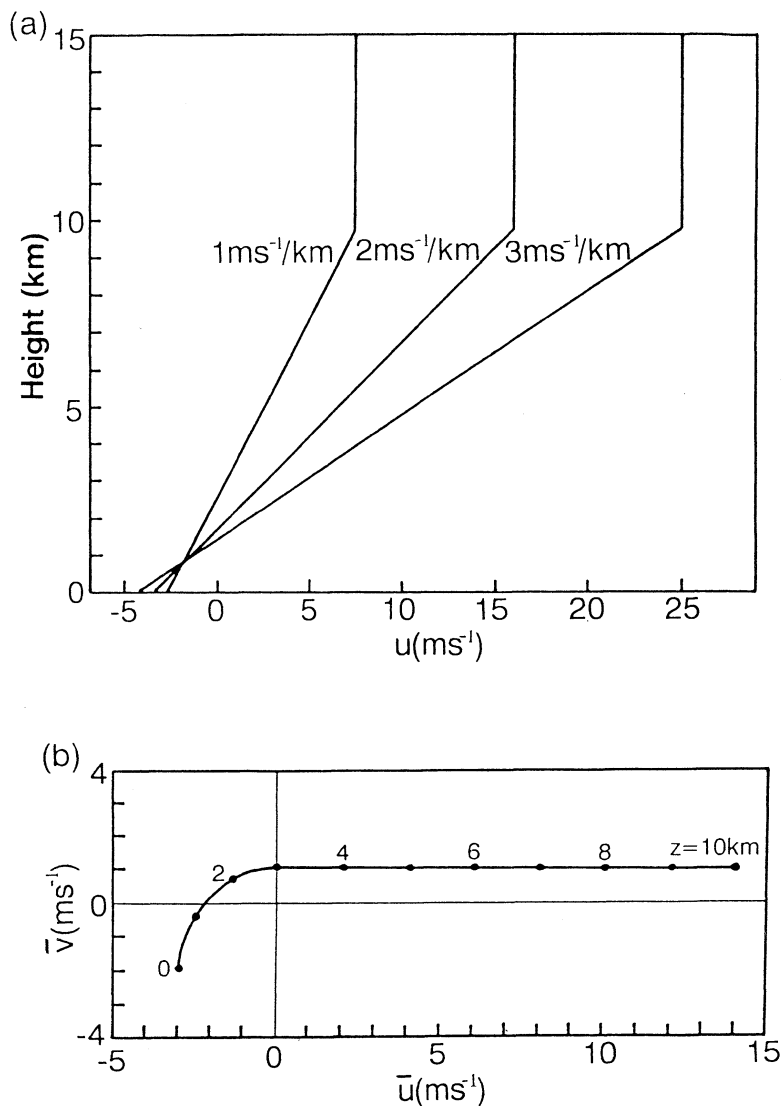 (a)
15
10
5
0
Height (km)
1ms⁻¹/km 2ms⁻¹/km 3ms⁻¹/km
-5 0 5 10 15 20 25
u(ms⁻¹)
(b)
4
0
-4
v̄(ms⁻¹)
0 2 4 6 8 z=10km
-5 0 5 10 15
ū(ms⁻¹)